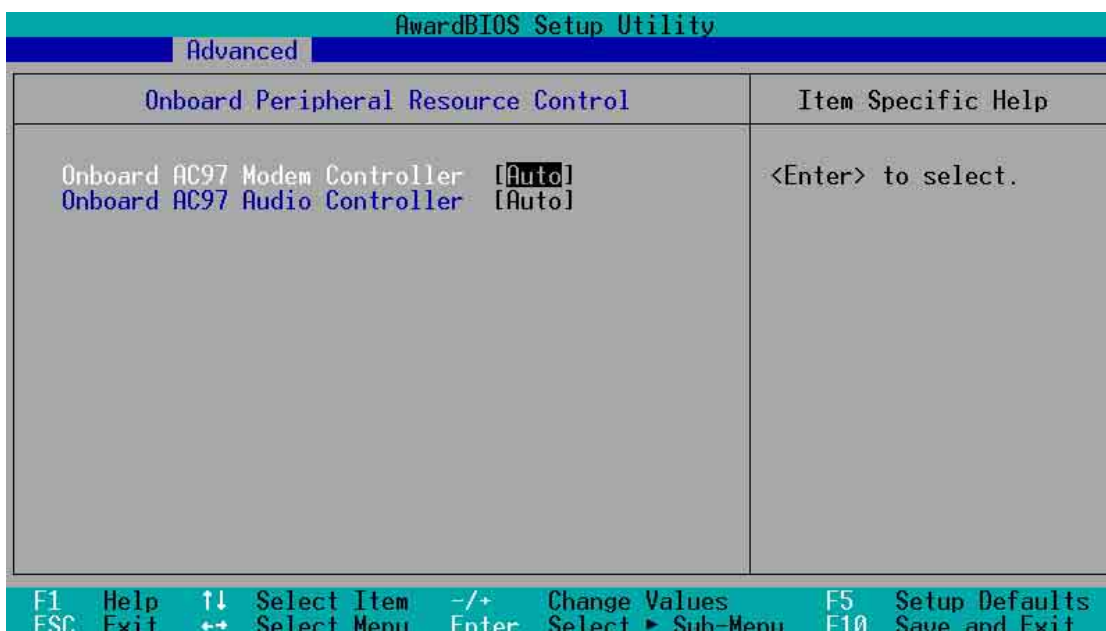 AwardBIOS Setup Utility
Advanced
Onboard Peripheral Resource Control
Item Specific Help
Onboard AC97 Modem Controller [Auto]
Onboard AC97 Audio Controller [Auto]
<Enter> to select.
F1 Help ↑↓ Select Item -/+ Change Values F5 Setup Defaults
ESC Exit ←→ Select Menu Enter Select ► Sub-Menu F10 Save and Exit